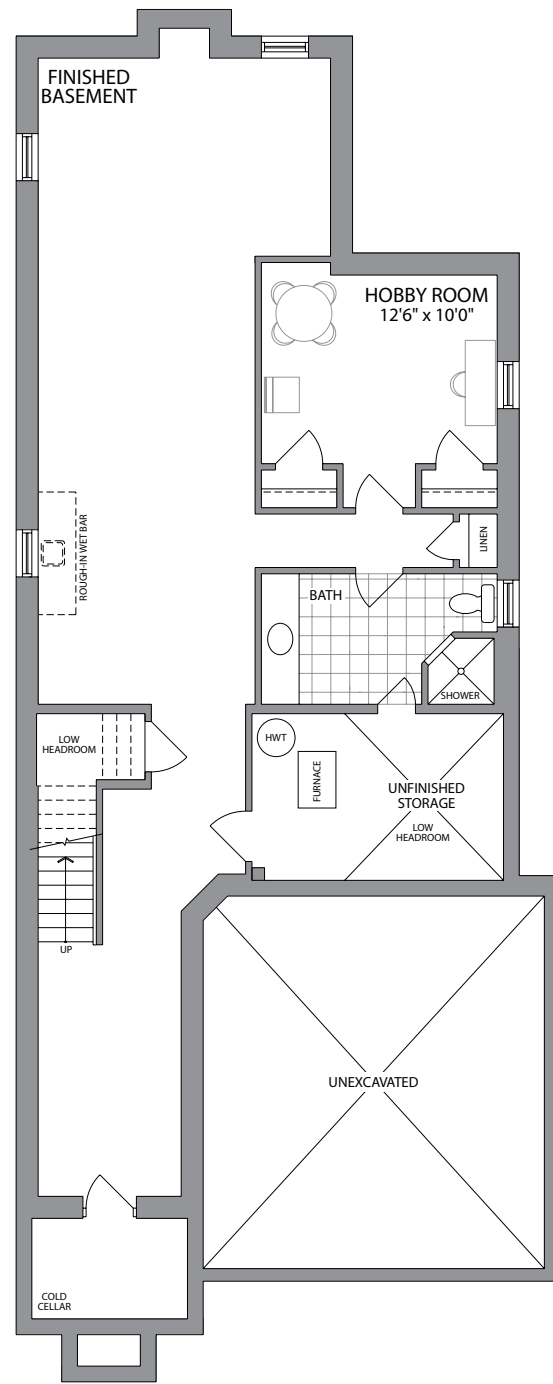 FINISHED
BASEMENT
HOBBY ROOM
12'6" x 10'0"
ROUGH-IN WET BAR
LINEN
BATH
SHOWER
LOW
HEADROOM
HWT
FURNACE
UNFINISHED
STORAGE
LOW
HEADROOM
UP
UNEXCAVATED
COLD
CELLAR